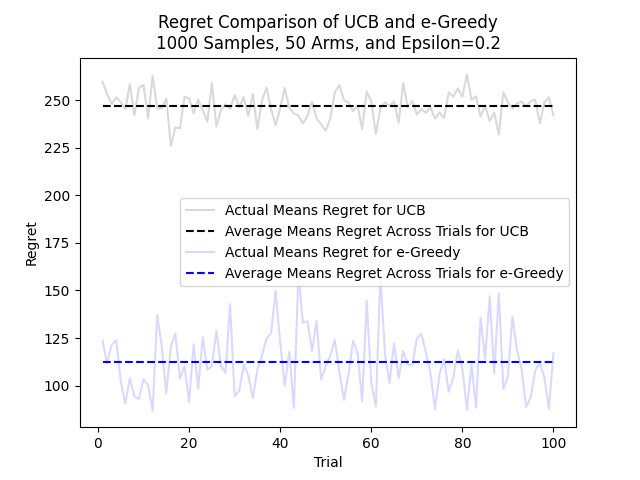 Regret Comparison of UCB and e-Greedy
1000 Samples, 50 Arms, and Epsilon=0.2
250
225
200
175
150
125
100
Regret
Actual Means Regret for UCB
Average Means Regret Across Trials for UCB
Actual Means Regret for e-Greedy
Average Means Regret Across Trials for e-Greedy
0 20 40 60 80 100
Trial